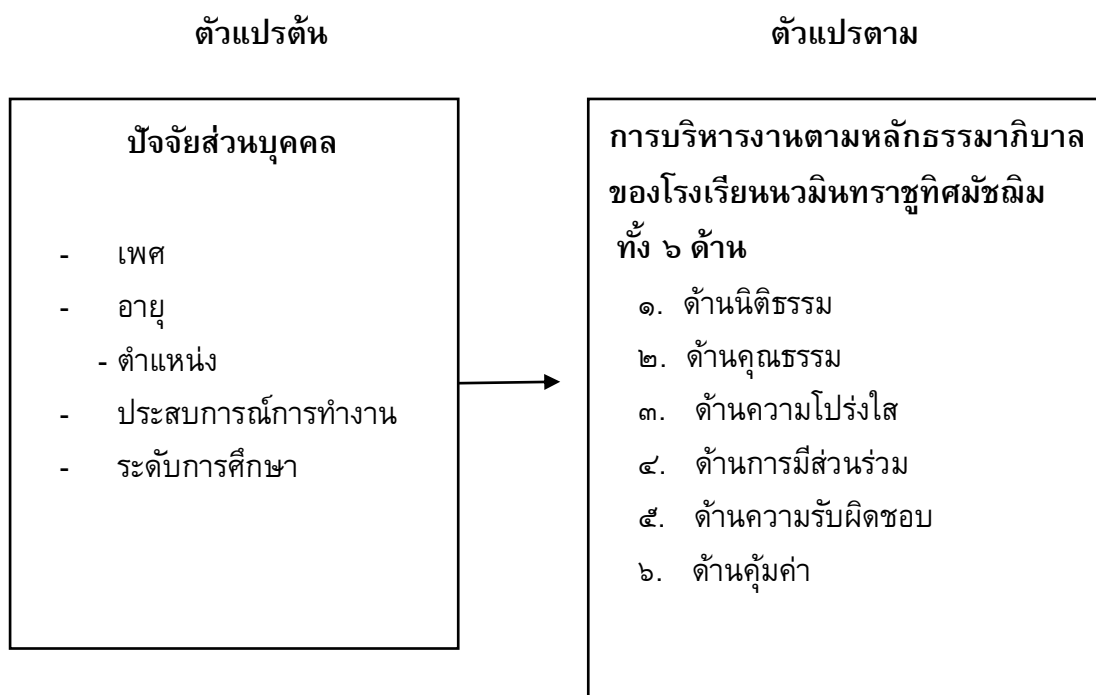 ตัวแปรต้น
ตัวแปรตาม
ปัจจัยส่วนบุคคล
- เพศ
- อายุ
- ตำแหน่ง
- ประสบการณ์การทำงาน
- ระดับการศึกษา
การบริหารงานตามหลักธรรมาภิบาล
ของโรงเรียนนวมินทราชูทิศมัชฌิม
ทั้ง ๖ ด้าน
๑. ด้านนิติธรรม
๒. ด้านคุณธรรม
๓. ด้านความโปร่งใส
๔. ด้านการมีส่วนร่วม
๕. ด้านความรับผิดชอบ
๖. ด้านคุ้มค่า